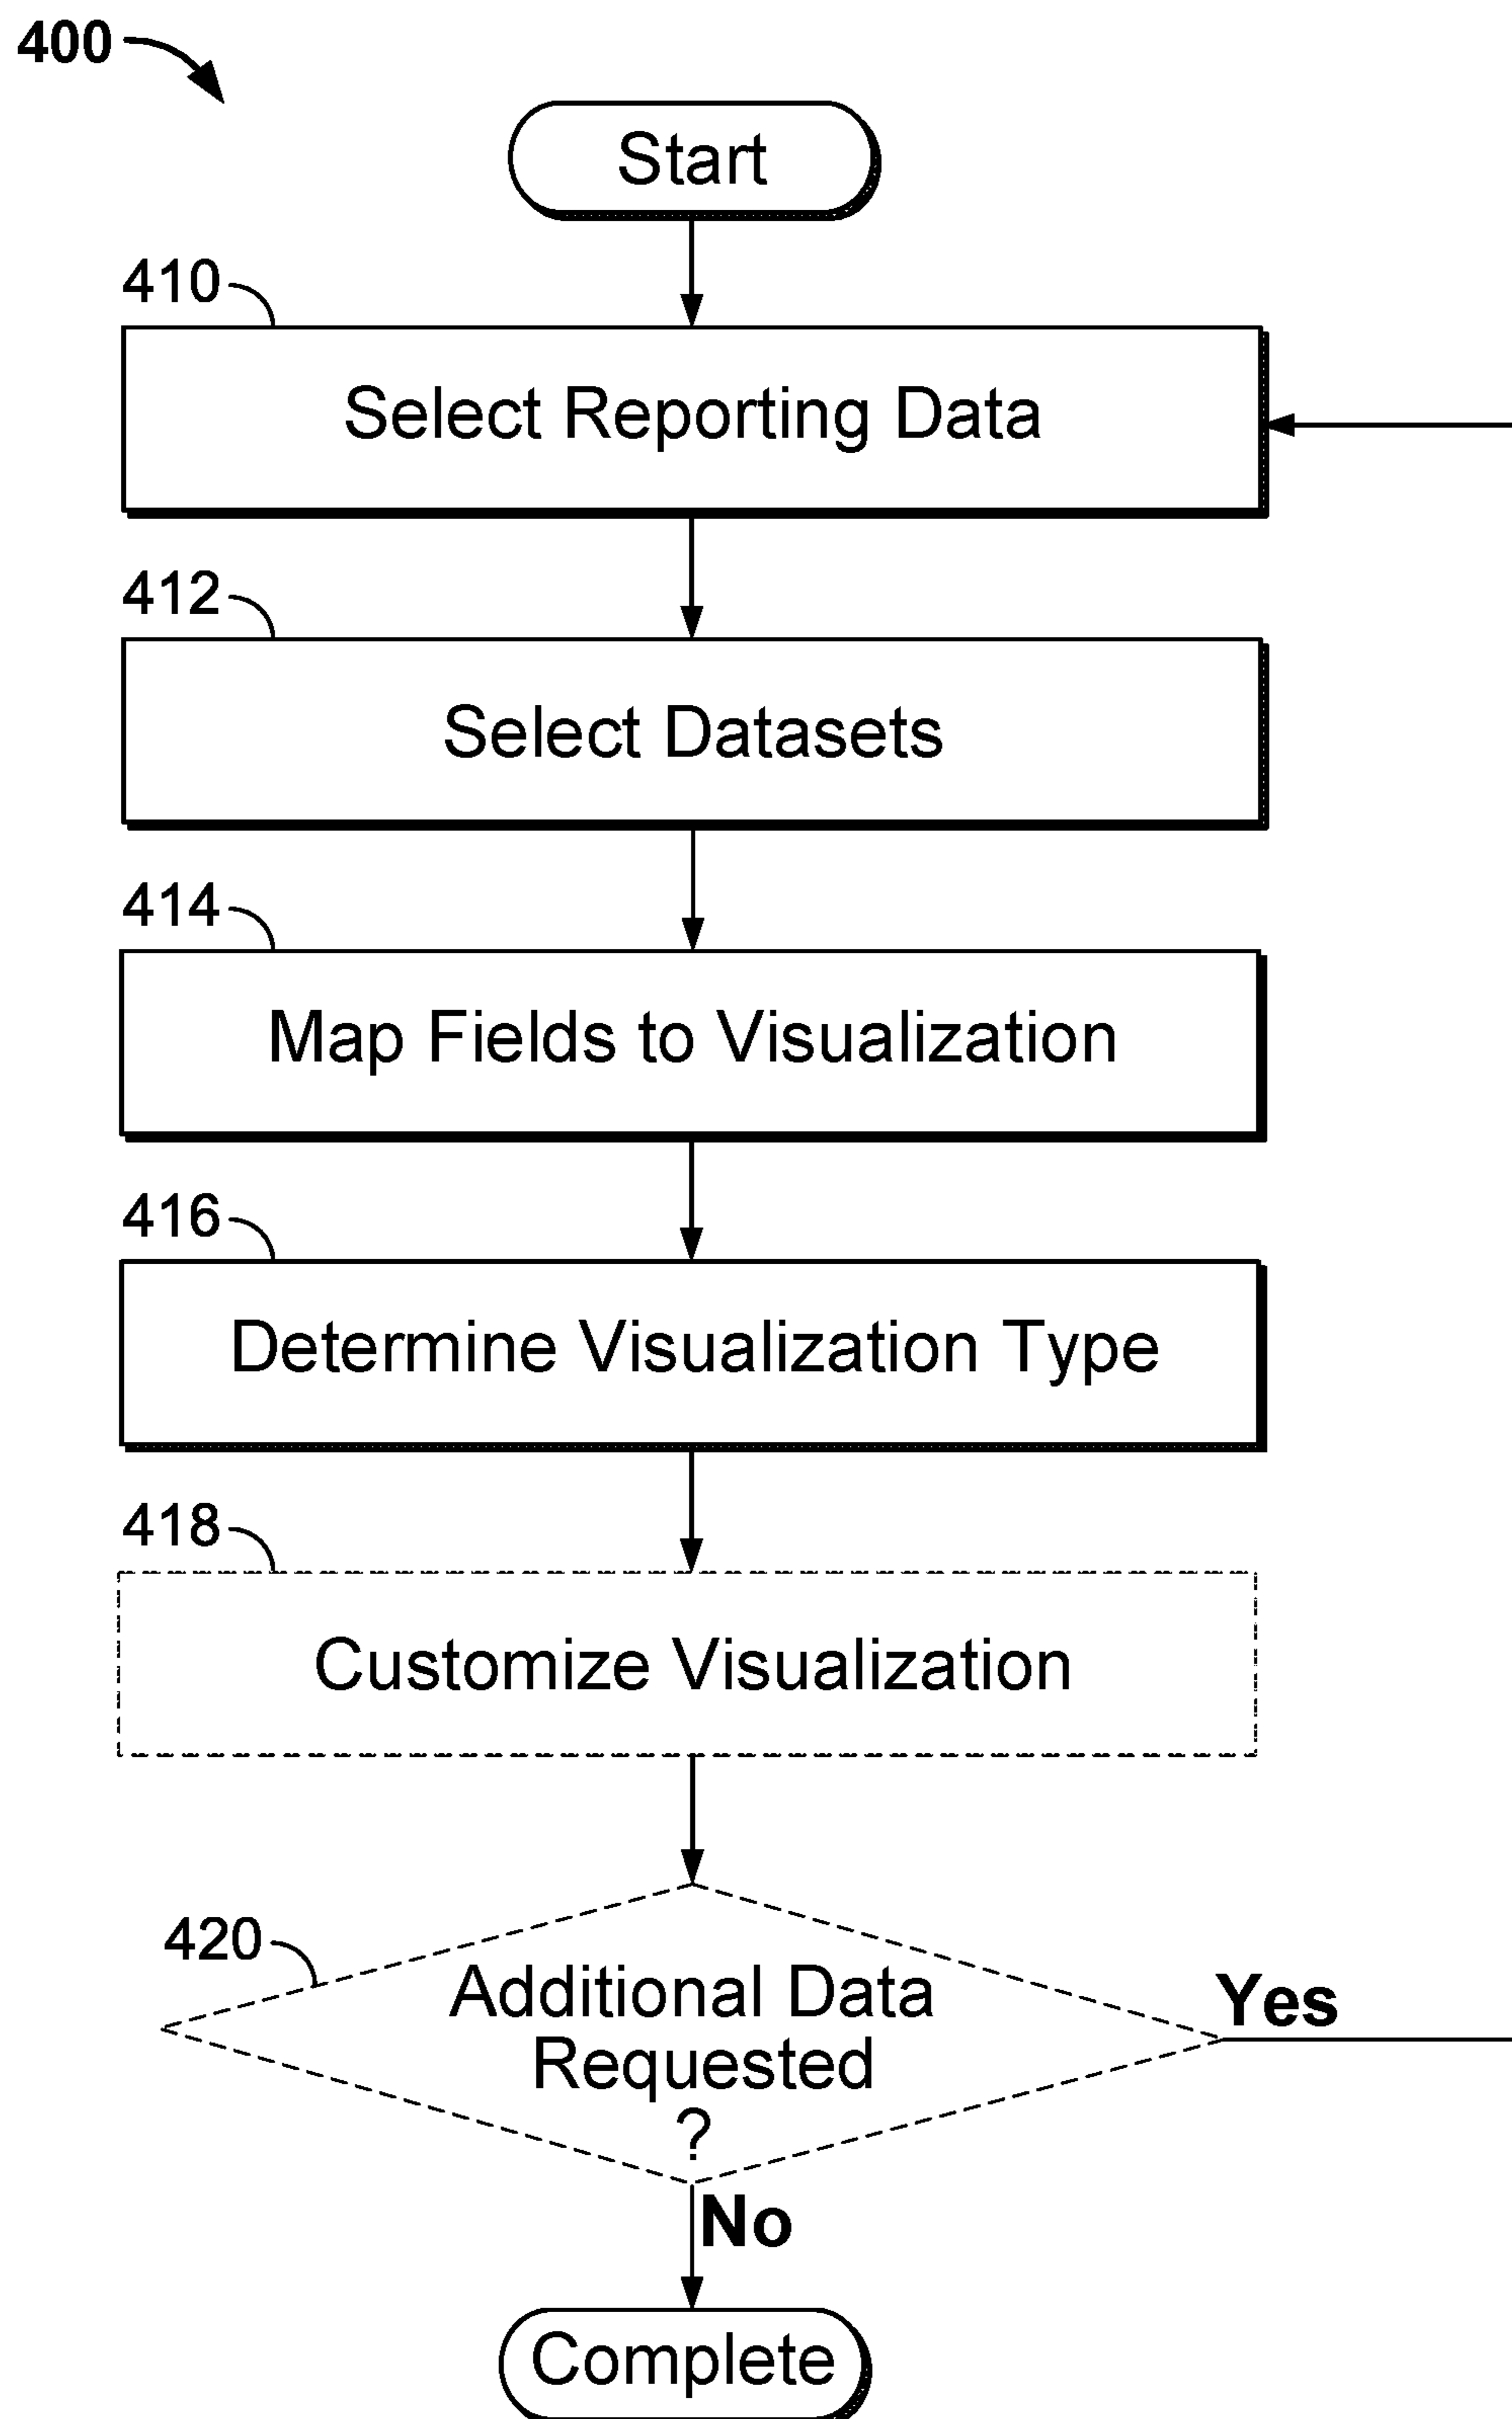 400
Start
410
Select Reporting Data
412
Select Datasets
414
Map Fields to Visualization
416
Determine Visualization Type
418
Customize Visualization
420
Additional Data
Requested
?
Yes
No
Complete